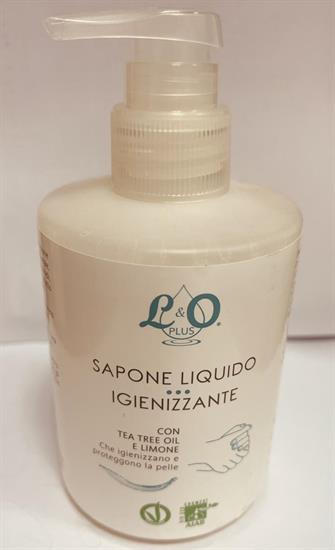 L&O
PLUS
SAPONE LIQUIDO
IGIENIZZANTE
CON
TEA TREE OIL
E LIMONE
Che igienizzano e
proteggono la pelle
AIAB